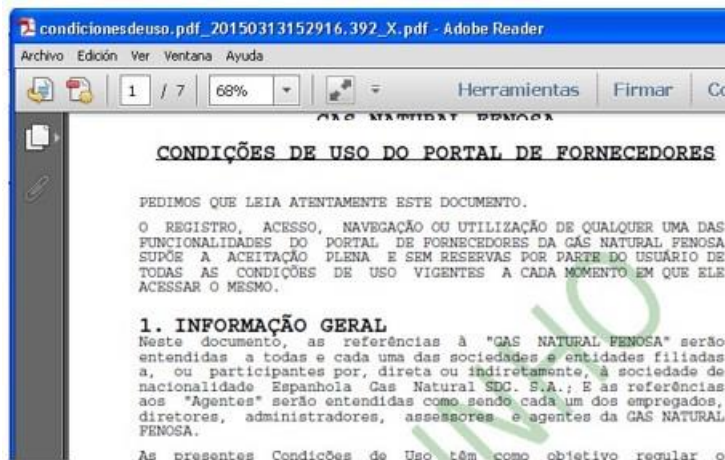 condicionesdeuso.pdf_20150313152916.392_X.pdf - Adobe Reader
Archivo Edición Ver Ventana Ayuda
1 / 7 68% Herramientas Firmar Co
GAS NATURAL FENOSA
CONDIÇÕES DE USO DO PORTAL DE FORNECEDORES
PEDIMOS QUE LEIA ATENTAMENTE ESTE DOCUMENTO.
O REGISTRO, ACESSO, NAVEGAÇÃO OU UTILIZAÇÃO DE QUALQUER UMA DAS
FUNCIONALIDADES DO PORTAL DE FORNECEDORES DA GÁS NATURAL FENOSA
SUPÕE A ACEITAÇÃO PLENA E SEM RESERVAS POR PARTE DO USUÁRIO DE
TODAS AS CONDIÇÕES DE USO VIGENTES A CADA MOMENTO EM QUE ELE
ACESSAR O MESMO.
1. INFORMAÇÃO GERAL
Neste documento, as referências à "GAS NATURAL FENOSA" serão
entendidas a todas e cada uma das sociedades e entidades filiadas
a, ou participantes por, direta ou indiretamente, à sociedade de
nacionalidade Espanhola Gas Natural SDG. S.A.; E as referências
aos "Agentes" serão entendidas como sendo cada um dos empregados,
diretores, administradores, assessores e agentes da GAS NATURAL
FENOSA.
As presentes Condições de Uso têm como objetivo regular o